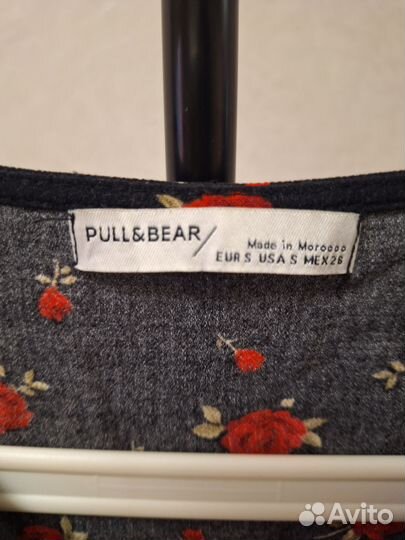 PULL&BEAR/
Made in Morocco
EUR S USA S MEX 26
Avito